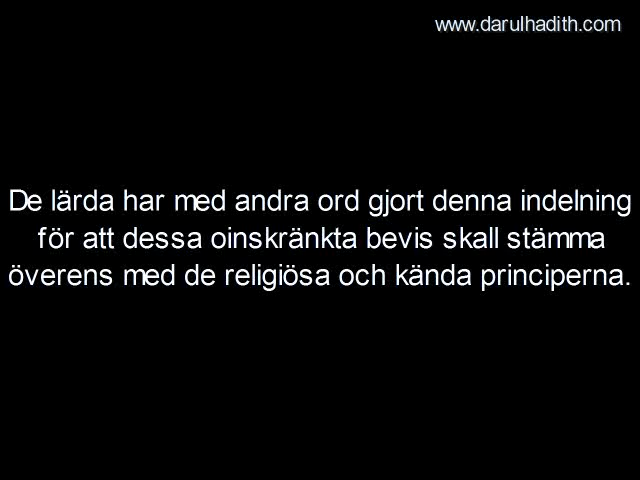 www.darulhadith.com
De lärda har med andra ord gjort denna indelning
för att dessa oinskränkta bevis skall stämma
överens med de religiösa och kända principerna.